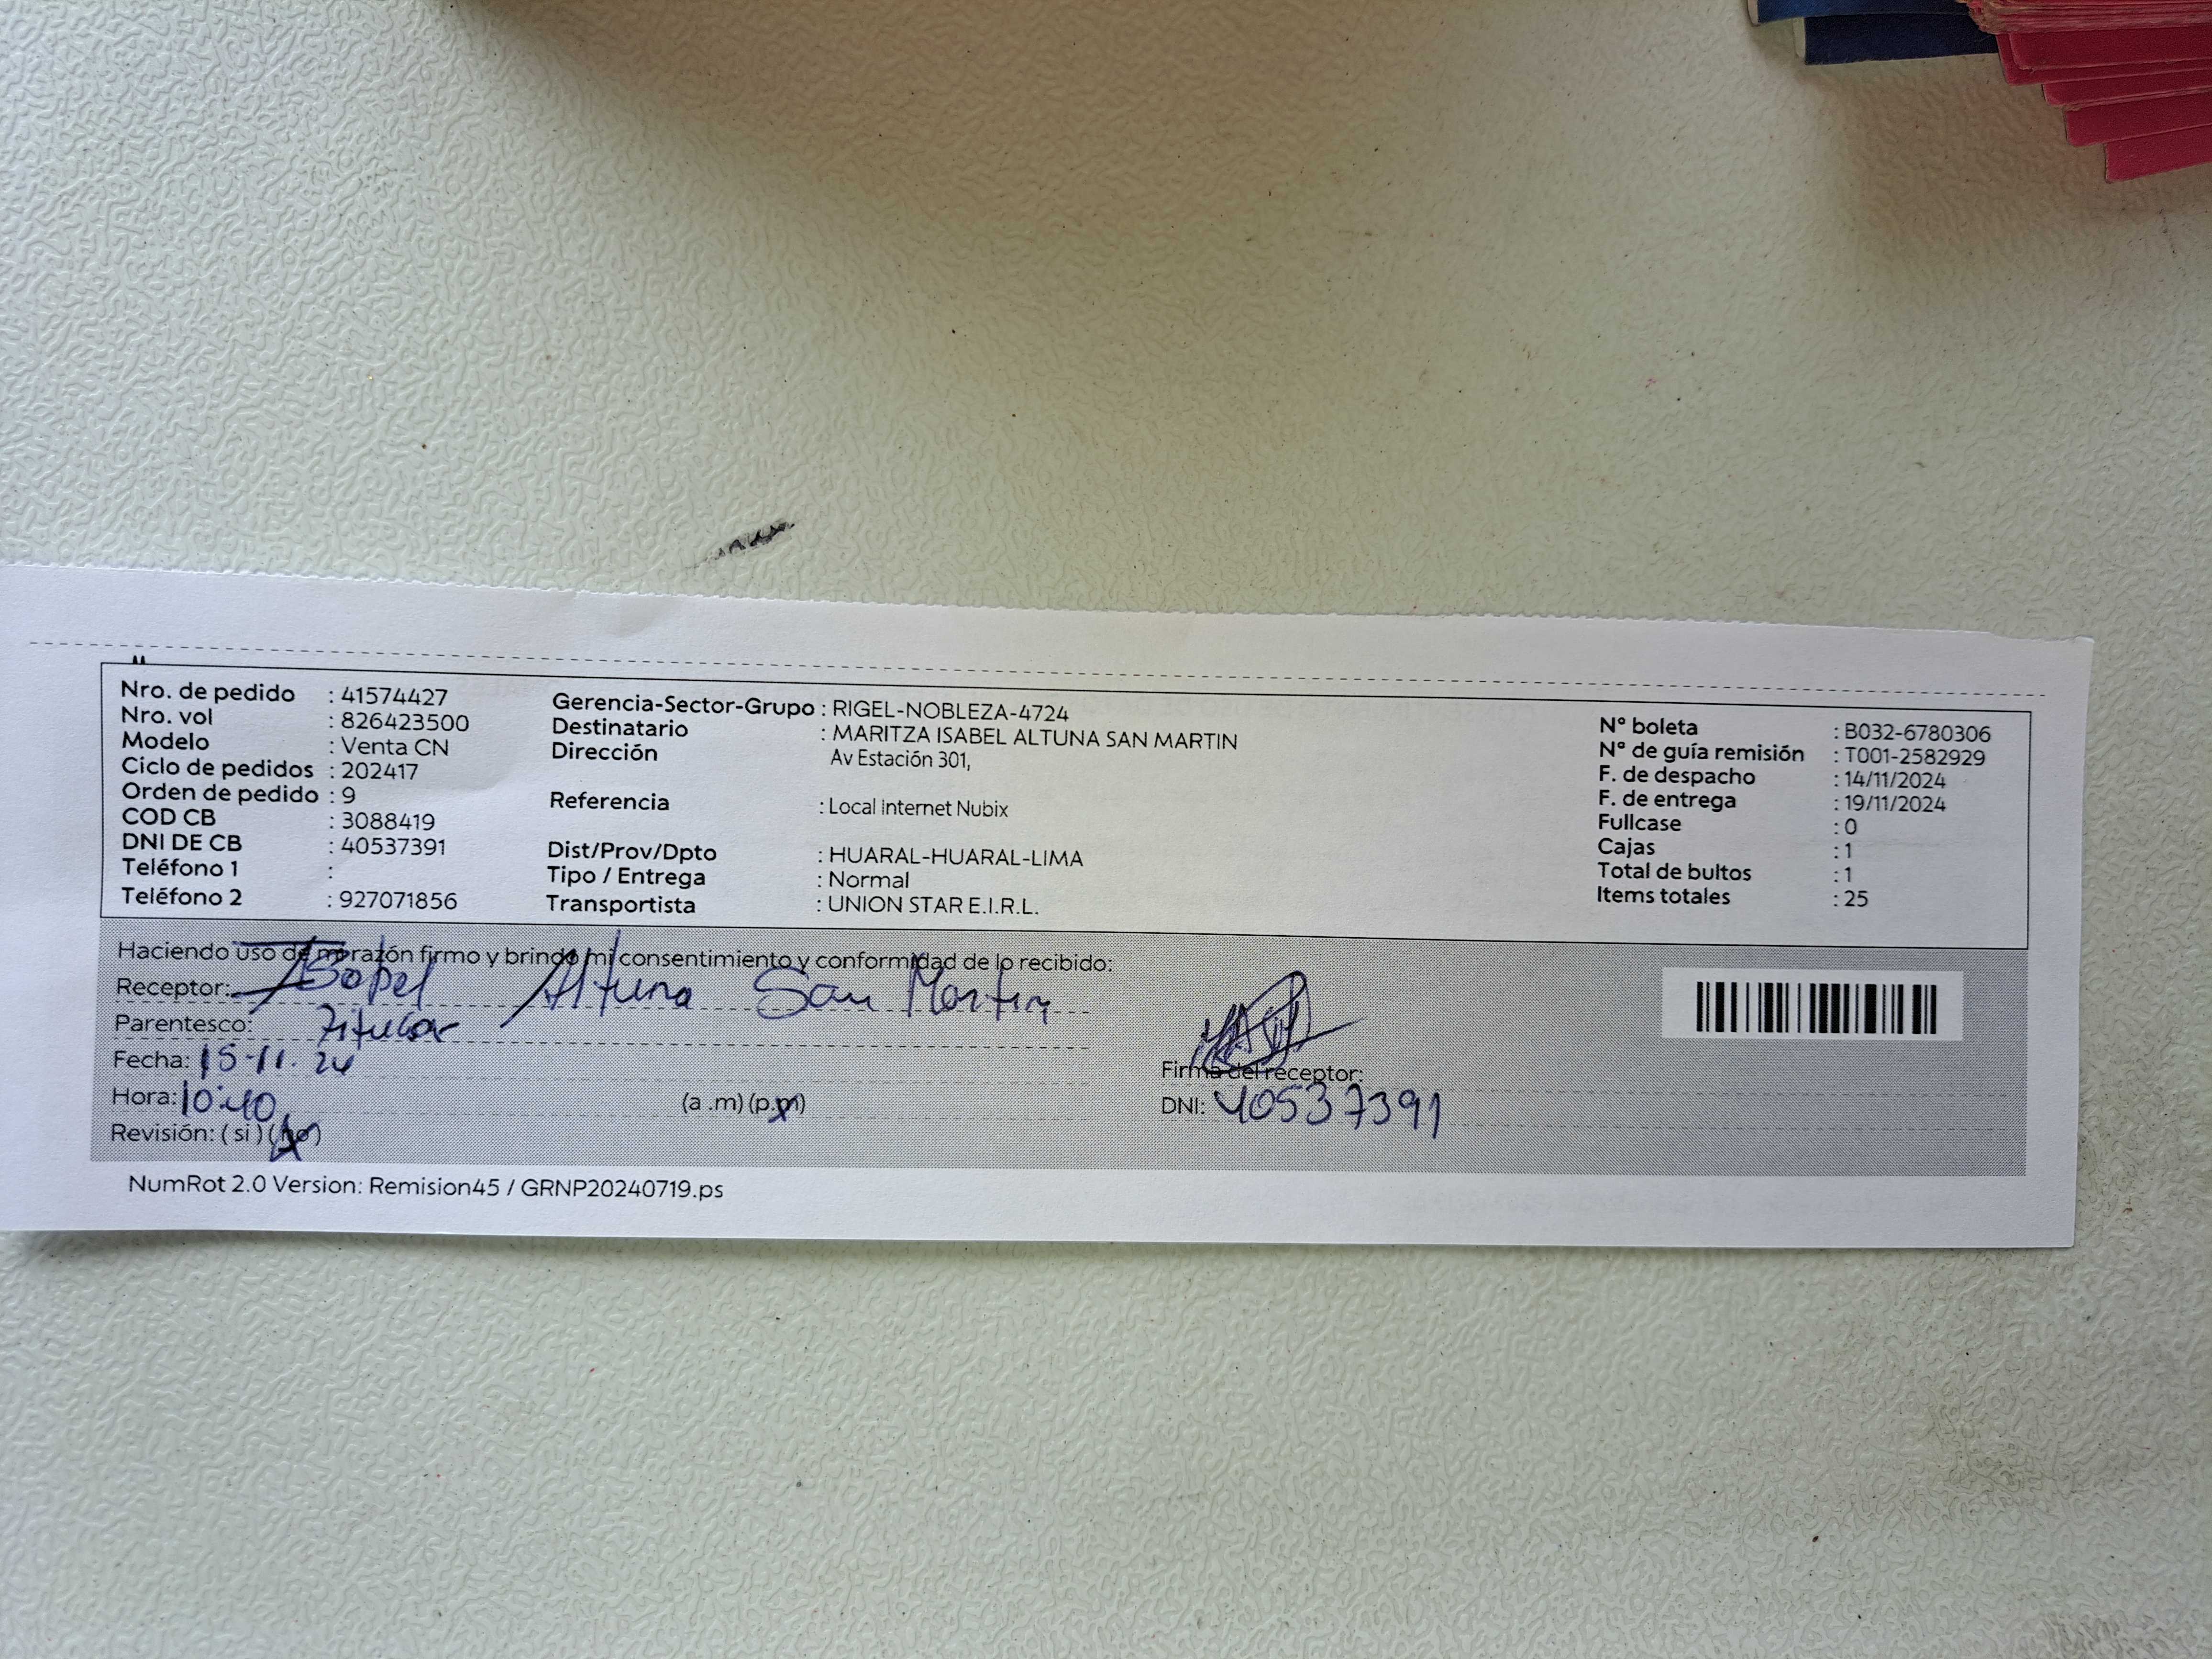 Nro. de pedido : 41574427
Nro. vol : 826423500
Modelo : Venta CN
Ciclo de pedidos : 202417
Orden de pedido : 9
COD CB : 3088419
DNI DE CB : 40537391
Teléfono 1 :
Teléfono 2 : 927071856
Gerencia-Sector-Grupo : RIGEL-NOBLEZA-4724
Destinatario : MARITZA ISABEL ALTUNA SAN MARTIN
Dirección Av Estación 301,
Referencia : Local internet Nubix
Dist/Prov/Dpto : HUARAL-HUARAL-LIMA
Tipo / Entrega : Normal
Transportista : UNION STAR E.I.R.L.
N° boleta : B032-6780306
N° de guía remisión : T001-2582929
F. de despacho : 14/11/2024
F. de entrega : 19/11/2024
Fullcase : 0
Cajas : 1
Total de bultos : 1
Items totales : 25
Haciendo uso de mi razón firmo y brindo mi consentimiento y conformidad de lo recibido:
Receptor: Isabel Altuna San Martin
Parentesco: Titular
Fecha: 15-11.24
Hora: 10:40 (a .m) (p.m)
Revisión: ( si ) (no)
Firma del receptor:
DNI: 40537391
NumRot 2.0 Version: Remision45 / GRNP20240719.ps